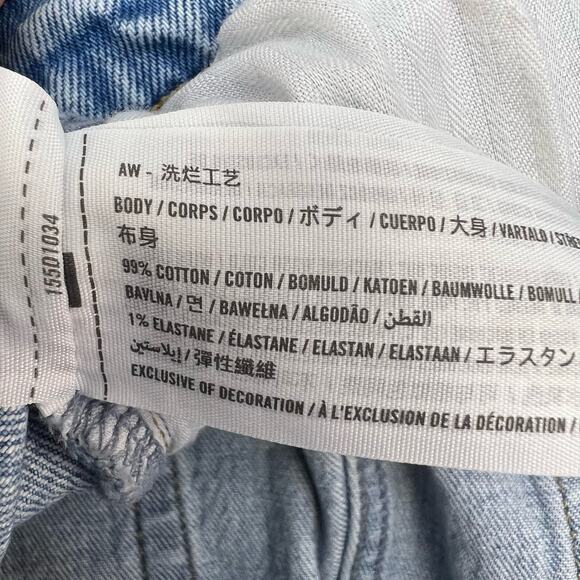 155D1034
AW - 洗烂工艺
BODY / CORPS / CORPO / ボディ / CUERPO / 大身 / VARTALO /
布身
99% COTTON / COTON / BOMULD / KATOEN / BAUMWOLLE / BOMULL /
BAVLNA / 면 / BAWEŁNA / ALGODÃO / القطن
1% ELASTANE / ÉLASTANE / ELASTAN / ELASTAAN / エラスタン
إيلاستين / 彈性纖維
EXCLUSIVE OF DECORATION / À L'EXCLUSION DE LA DÉCORATION /